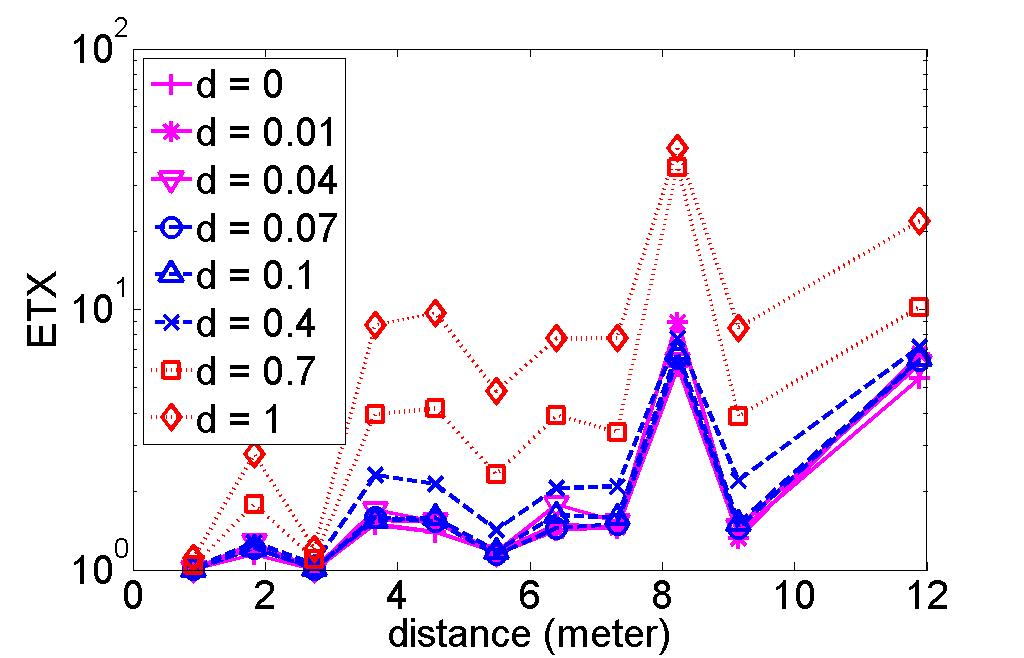 10^2
10^1
10^0
ETX
d = 0
d = 0.01
d = 0.04
d = 0.07
d = 0.1
d = 0.4
d = 0.7
d = 1
0 2 4 6 8 10 12
distance (meter)